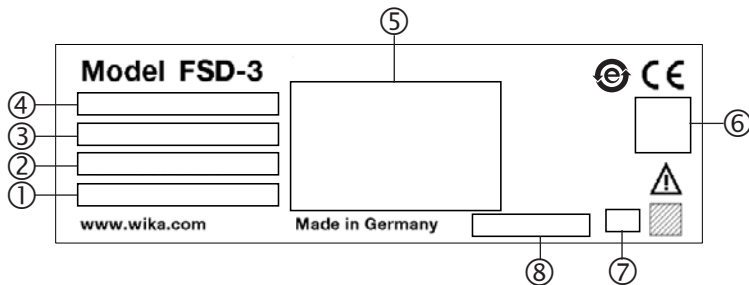 ⑤
Model FSD-3
e CE
④
③
⑥
②
①
www.wika.com Made in Germany
⑧ ⑦